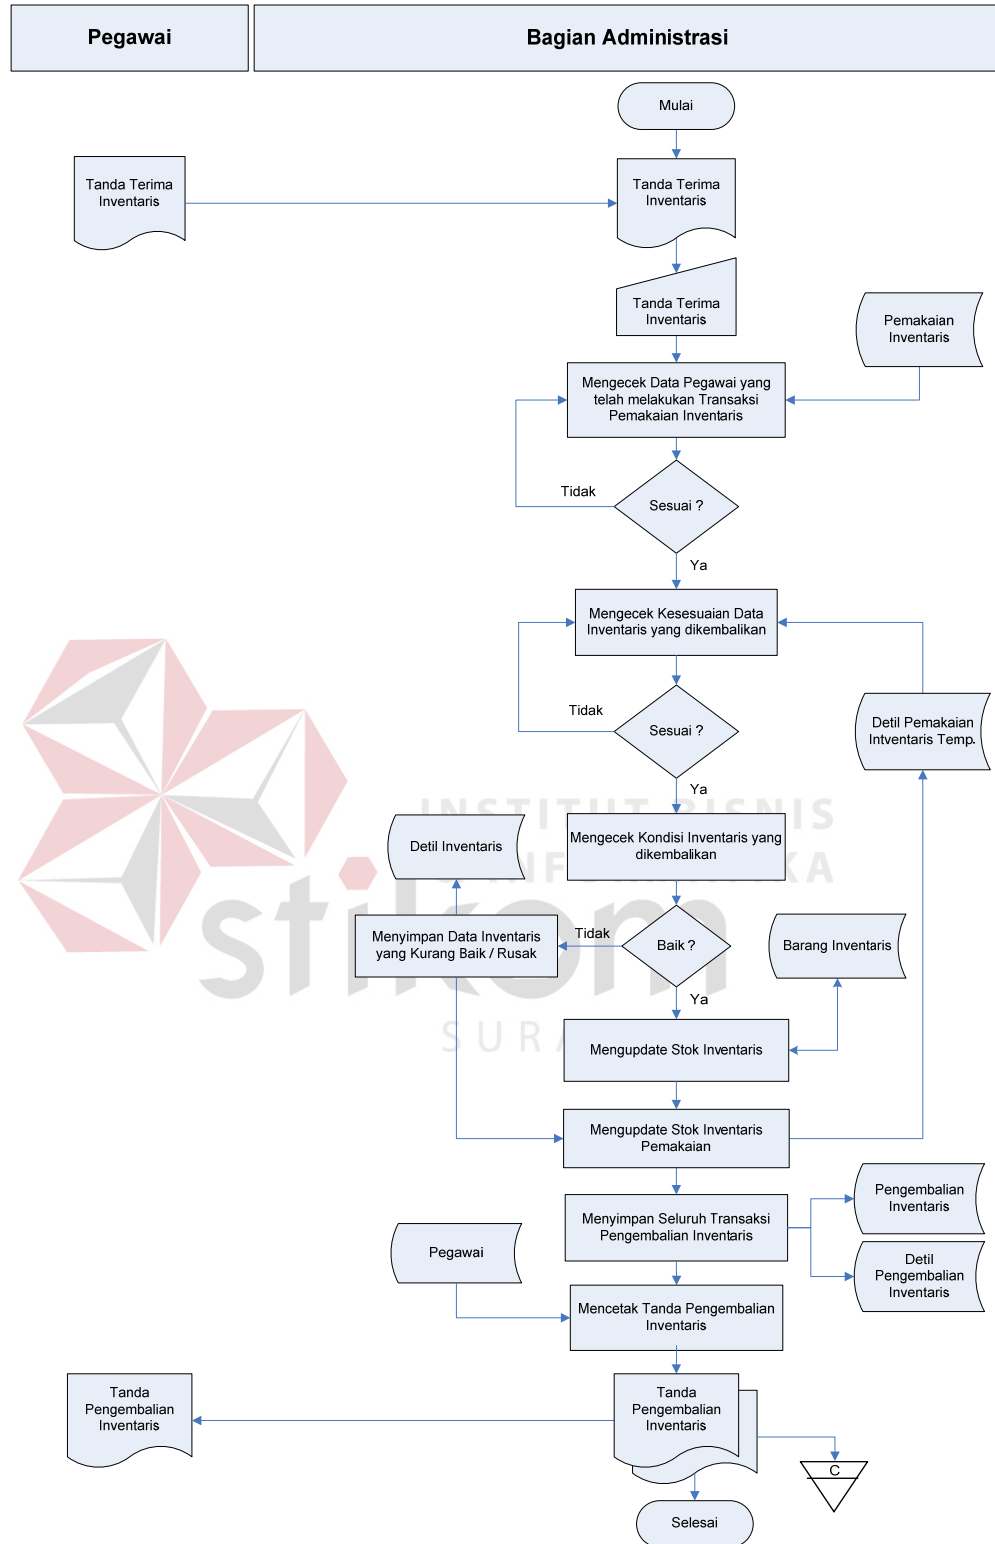 Pegawai
Bagian Administrasi
Mulai
Tanda Terima
Inventaris
Tanda Terima
Inventaris
Tanda Terima
Inventaris
Pemakaian
Inventaris
Mengecek Data Pegawai yang
telah melakukan Transaksi
Pemakaian Inventaris
Tidak
Sesuai ?
Ya
Mengecek Kesesuaian Data
Inventaris yang dikembalikan
Tidak
Sesuai ?
Detil Pemakaian
Intventaris Temp.
Ya
INSTITUT BISNIS
Mengecek Kondisi Inventaris yang
dikembalikan
Detil Inventaris
stikom
Menyimpan Data Inventaris
yang Kurang Baik / Rusak
Tidak
Baik ?
Barang Inventaris
Ya
Mengupdate Stok Inventaris
Mengupdate Stok Inventaris
Pemakaian
Menyimpan Seluruh Transaksi
Pengembalian Inventaris
Pengembalian
Inventaris
Detil
Pengembalian
Inventaris
Pegawai
Mencetak Tanda Pengembalian
Inventaris
Tanda
Pengembalian
Inventaris
Tanda
Pengembalian
Inventaris
C
Selesai